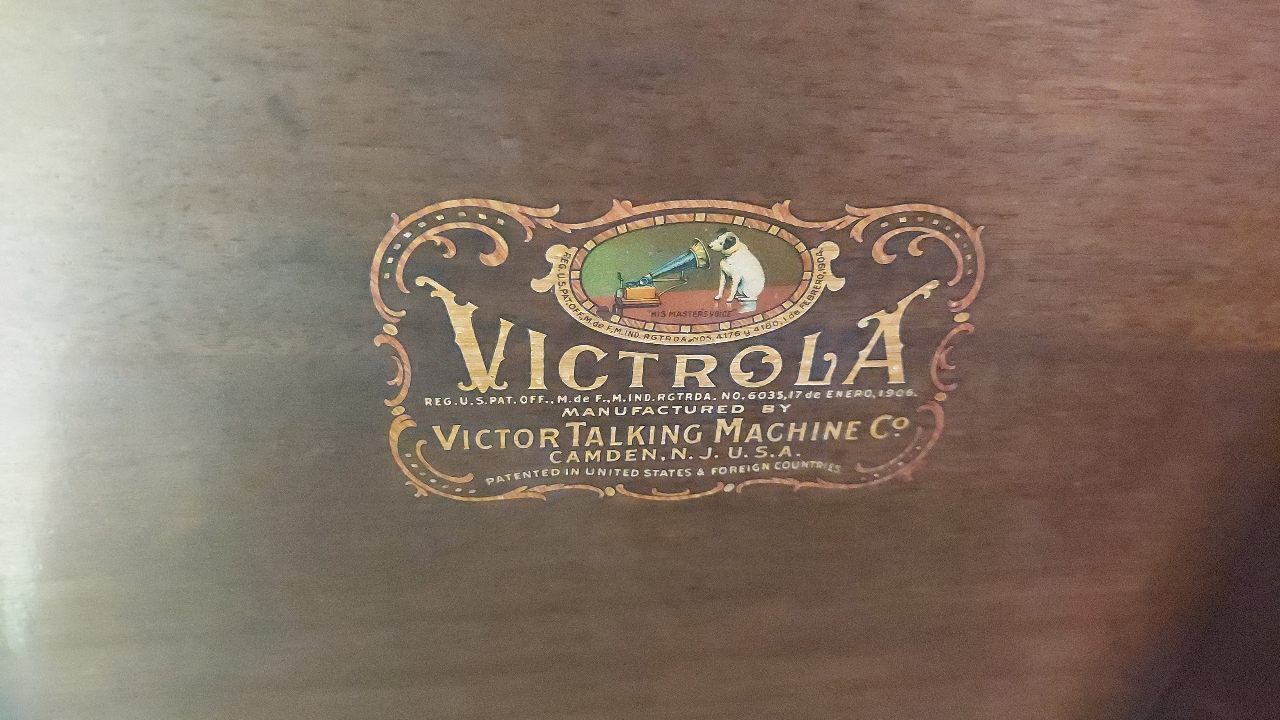 "HIS MASTER'S VOICE"
REG.U.S.PAT.OFF.M.de F.,M.IND.RGTRDA.NOS.4176 y 4180,1 de FEBRERO,1904
VICTROLA
REG.U.S.PAT.OFF.,M.de F.,M.IND.RGTRDA. NO.6035,17 de ENERO,1906.
MANUFACTURED BY
VICTOR TALKING MACHINE Co
CAMDEN, N.J. U.S.A.
PATENTED IN UNITED STATES & FOREIGN COUNTRIES